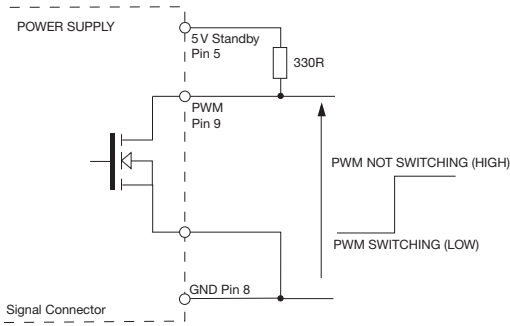 POWER SUPPLY
5 V Standby
Pin 5
330R
PWM
Pin 9
PWM NOT SWITCHING (HIGH)
PWM SWITCHING (LOW)
GND Pin 8
Signal Connector